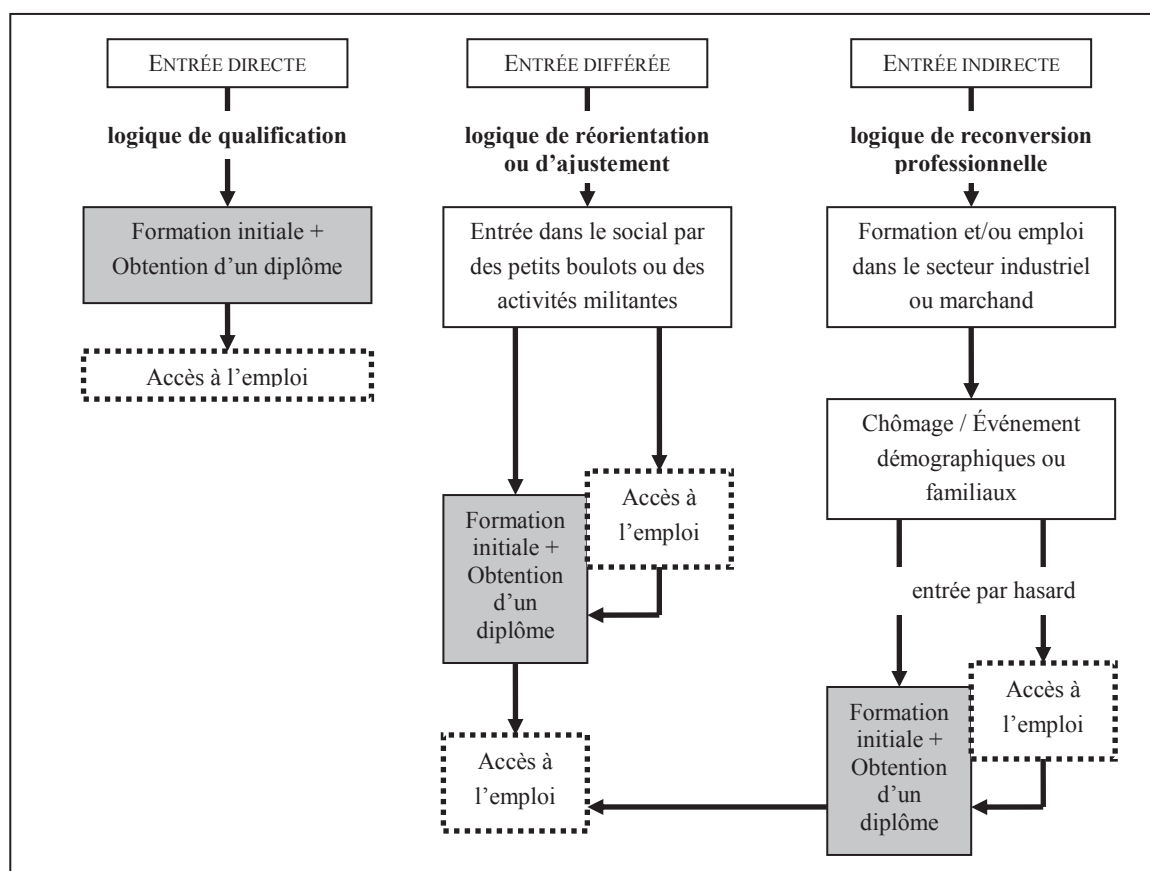 ENTRÉE DIRECTE
logique de qualification
Formation initiale +
Obtention d’un diplôme
Accès à l’emploi
ENTRÉE DIFFÉRÉE
logique de réorientation
ou d’ajustement
Entrée dans le social par
des petits boulots ou des
activités militantes
Accès à
l’emploi
Formation
initiale +
Obtention
d’un
diplôme
Accès à
l’emploi
ENTRÉE INDIRECTE
logique de reconversion
professionnelle
Formation et/ou emploi
dans le secteur industriel
ou marchand
Chômage / Événement
démographiques ou
familiaux
entrée par hasard
Accès à
l’emploi
Formation
initiale +
Obtention
d’un
diplôme